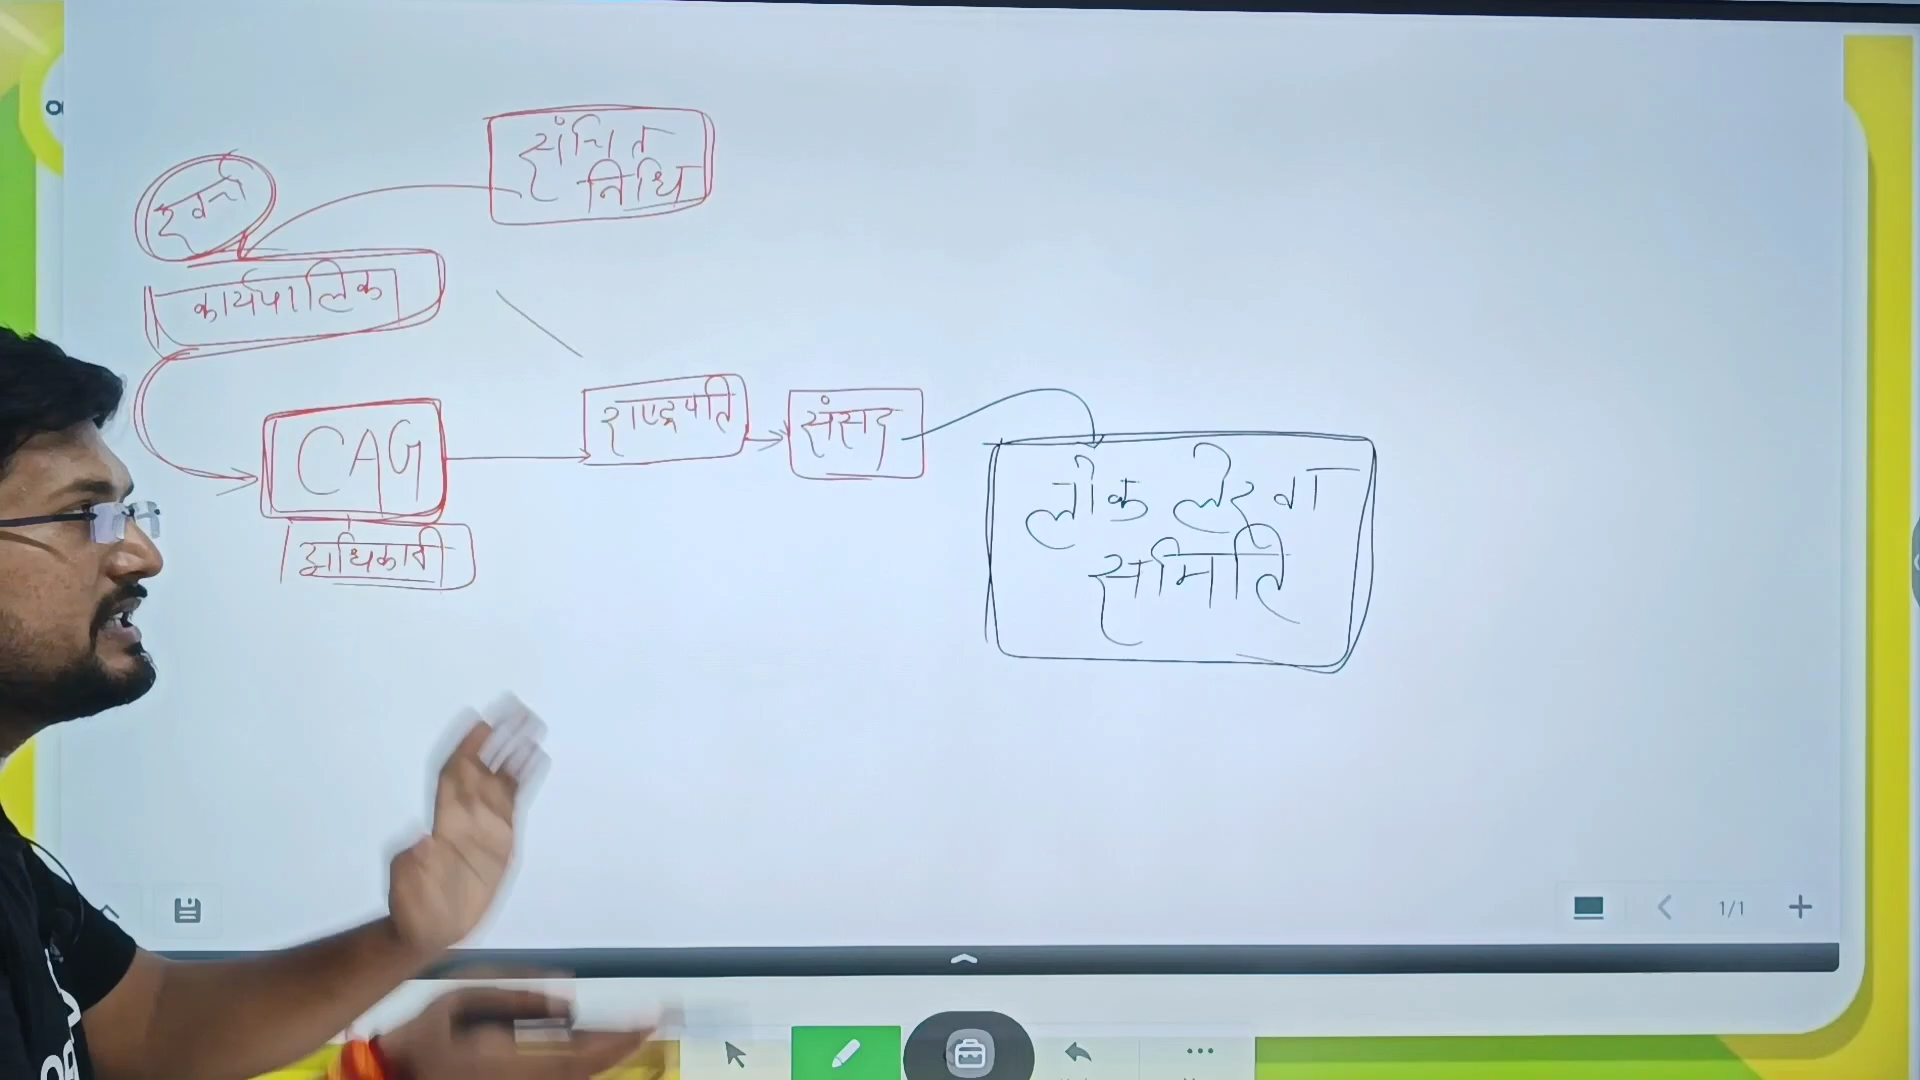 संचित
निधि
खर्च
कार्यपालिका
CAG
राष्ट्रपति
संसद
अधिकारी
लोक लेखा
समिति
1/1